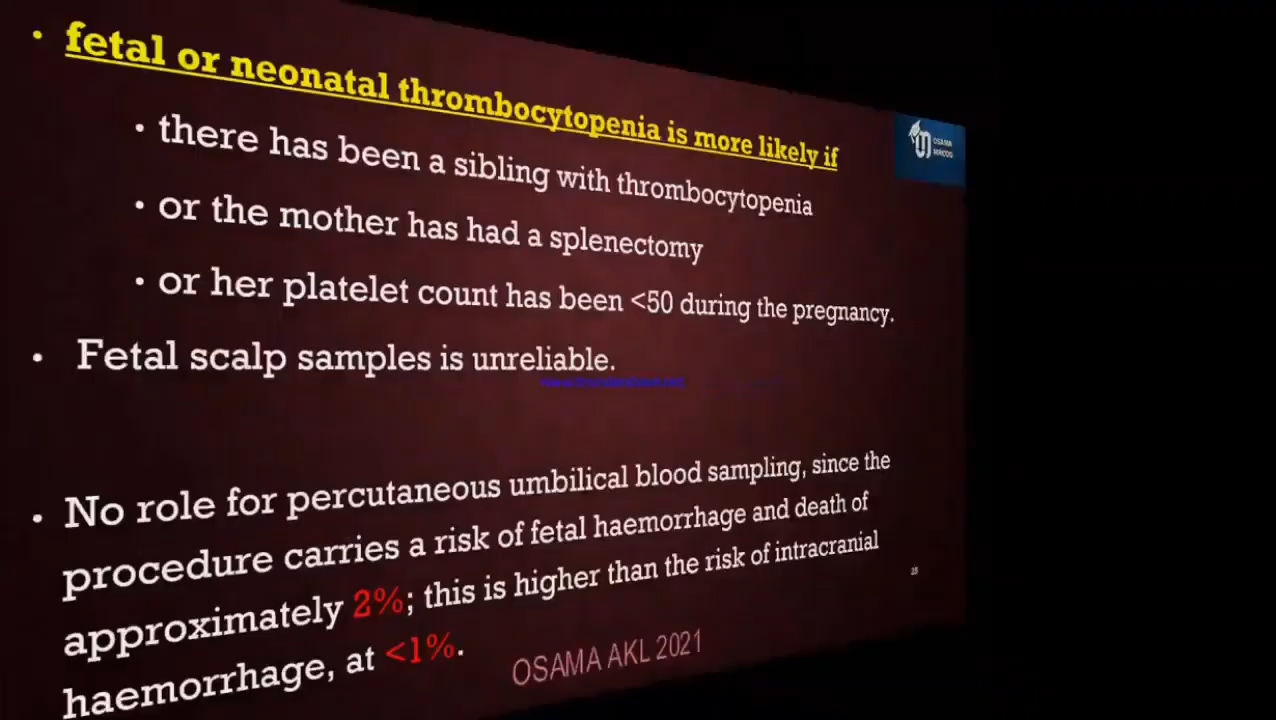 • fetal or neonatal thrombocytopenia is more likely if
• there has been a sibling with thrombocytopenia
• or the mother has had a splenectomy
• or her platelet count has been <50 during the pregnancy.
• Fetal scalp samples is unreliable.
• No role for percutaneous umbilical blood sampling, since the
procedure carries a risk of fetal haemorrhage and death of
approximately 2%; this is higher than the risk of intracranial
haemorrhage, at <1%.
OSAMA AKL 2021
OSAMA